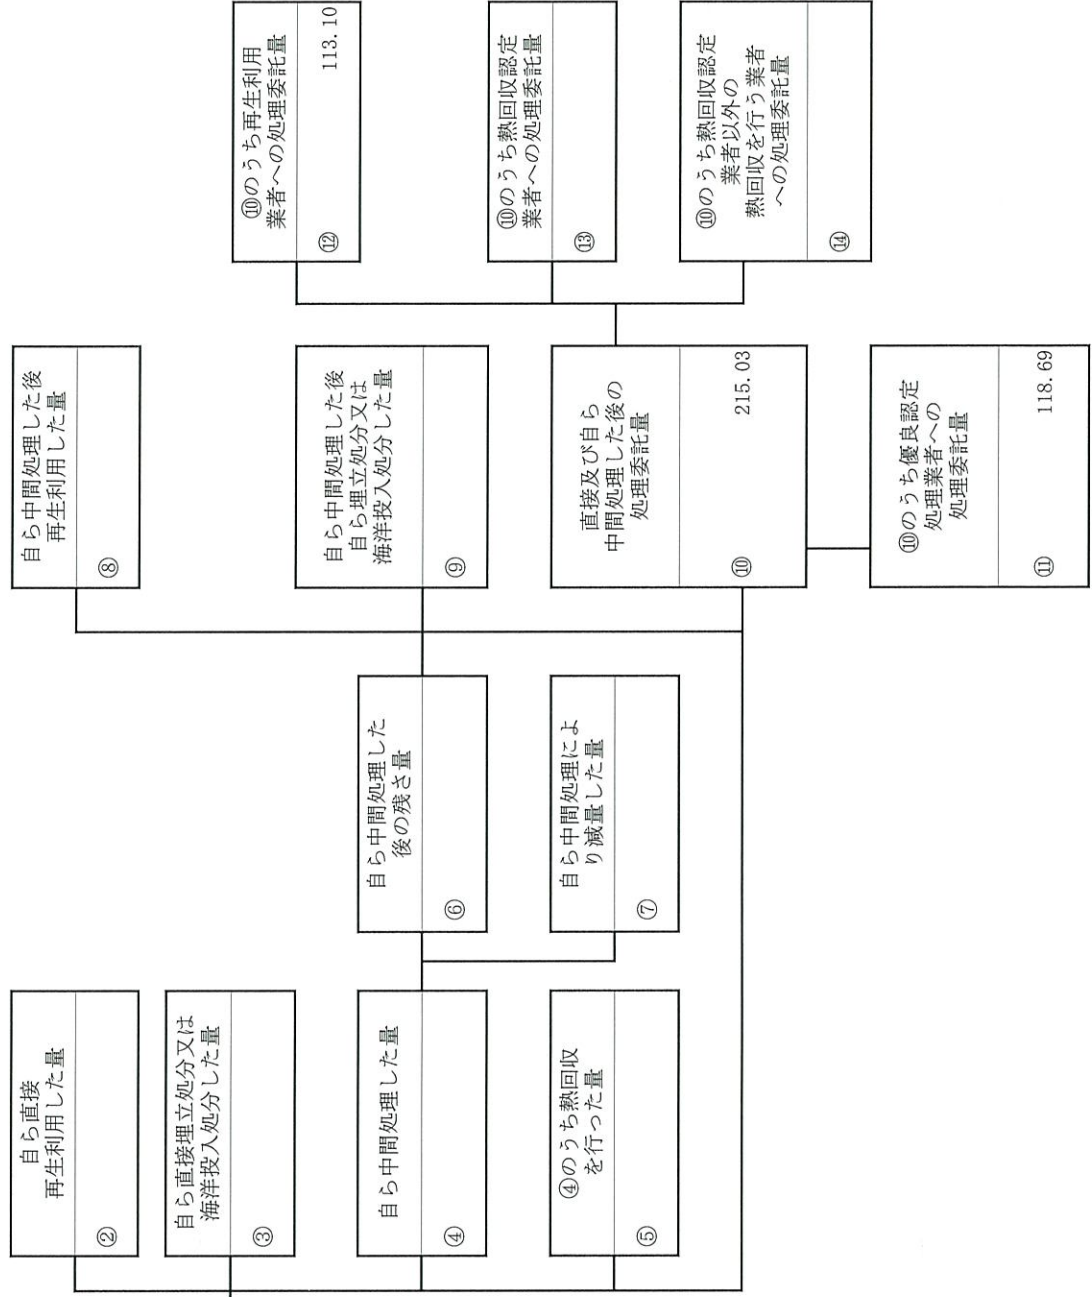 自ら直接
再生利用した量
②
自ら直接埋立処分又は
海洋投入処分した量
③
自ら中間処理した量
④
④のうち熱回収
を行った量
⑤
自ら中間処理した
後の残さ量
⑥
自ら中間処理によ
り減量した量
⑦
自ら中間処理した後
再生利用した量
⑧
自ら中間処理した後
自ら埋立処分又は
海洋投入処分した量
⑨
直接及び自ら
中間処理した後の
処理委託量
⑩ 215.03
⑩のうち優良認定
処理業者への
処理委託量
⑪ 118.69
⑩のうち再生利用
業者への処理委託量
⑫ 113.10
⑩のうち熱回収認定
業者への処理委託量
⑬
⑩のうち熱回収認定
業者以外の
熱回収を行う業者
への処理委託量
⑭